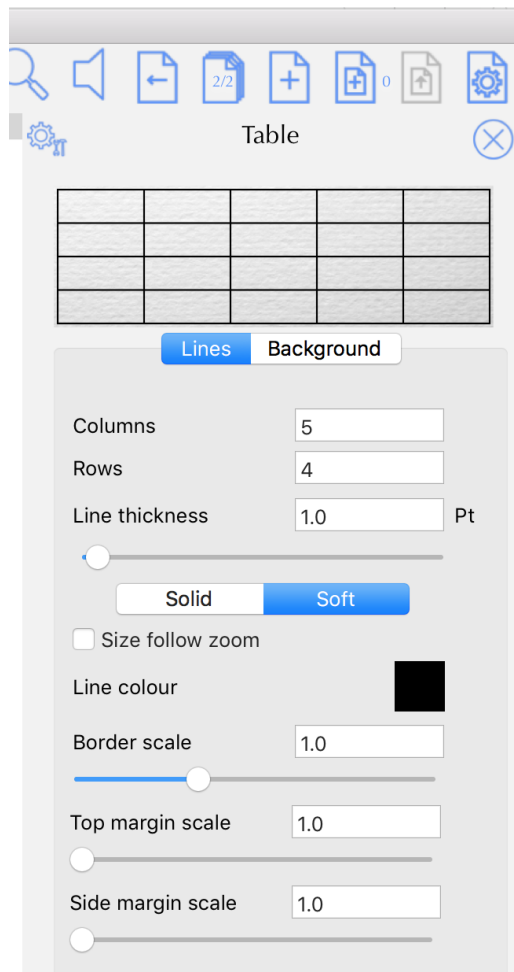 2/2 0
Table
Lines Background
Columns 5
Rows 4
Line thickness 1.0 Pt
Solid Soft
Size follow zoom
Line colour
Border scale 1.0
Top margin scale 1.0
Side margin scale 1.0